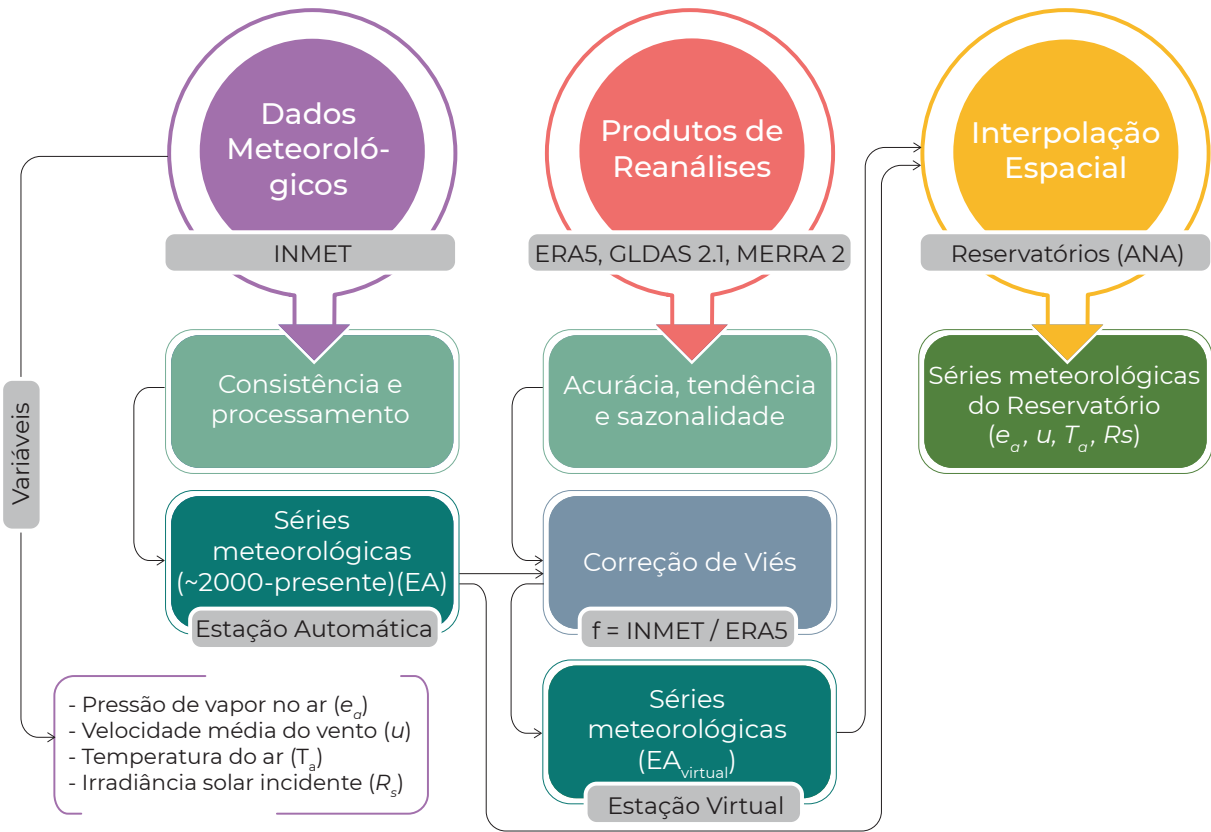 Dados
Meteoroló-
gicos
INMET
Consistência e
processamento
Séries
meteorológicas
(~2000-presente)(EA)
Estação Automática
Variáveis
- Pressão de vapor no ar (eₐ)
- Velocidade média do vento (u)
- Temperatura do ar (Tₐ)
- Irradiância solar incidente (Rₛ)
Produtos de
Reanálises
ERA5, GLDAS 2.1, MERRA 2
Acurácia, tendência
e sazonalidade
Correção de Viés
f = INMET / ERA5
Séries
meteorológicas
(EAvirtual)
Estação Virtual
Interpolação
Espacial
Reservatórios (ANA)
Séries meteorológicas
do Reservatório
(eₐ, u, Tₐ, Rs)